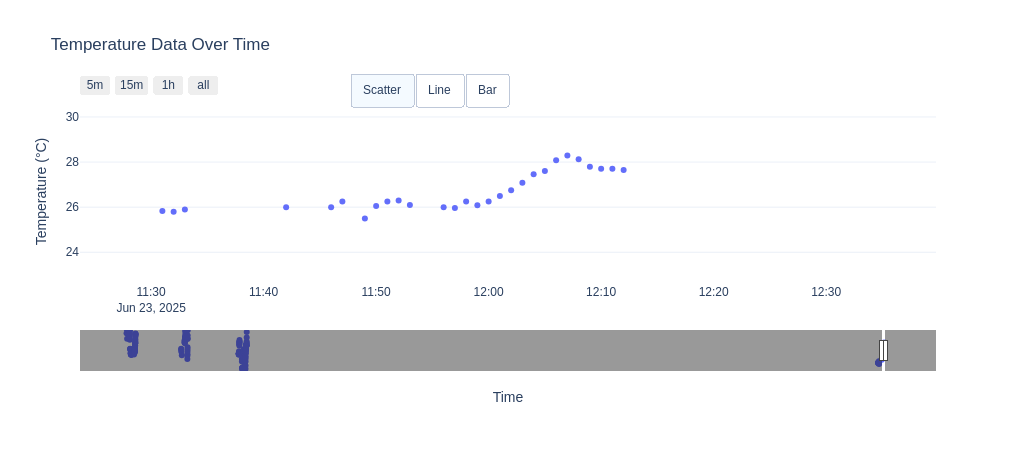 Temperature Data Over Time
5m 15m 1h all
Scatter Line Bar
Temperature (°C)
30
28
26
24
11:30 11:40 11:50 12:00 12:10 12:20 12:30
Jun 23, 2025
Time